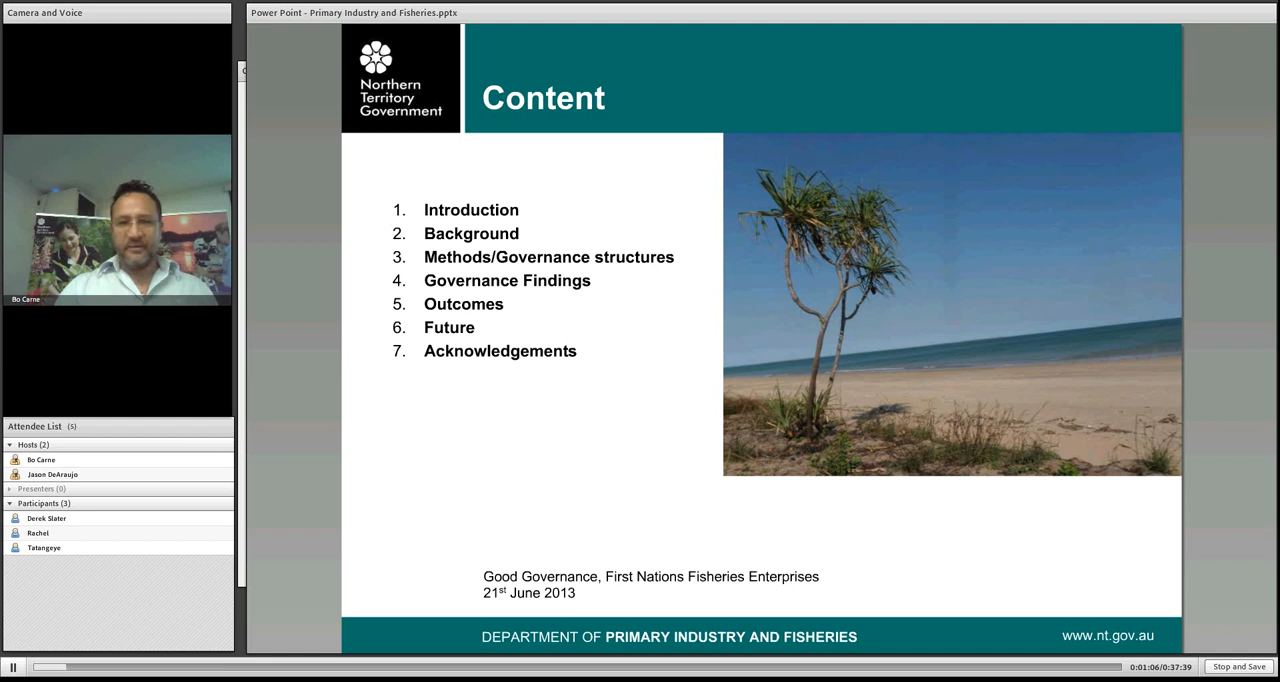 Camera and Voice
Bo Carne
Attendee List (5)
Hosts (2)
Bo Carne
Jason DeAraujo
Presenters (0)
Participants (3)
Derek Slater
Rachel
Tatangeye
Power Point - Primary Industry and Fisheries.pptx
Northern
Territory
Government
Content
1. Introduction
2. Background
3. Methods/Governance structures
4. Governance Findings
5. Outcomes
6. Future
7. Acknowledgements
Good Governance, First Nations Fisheries Enterprises
21st June 2013
DEPARTMENT OF PRIMARY INDUSTRY AND FISHERIES
www.nt.gov.au
0:01:06/0:37:39
Stop and Save